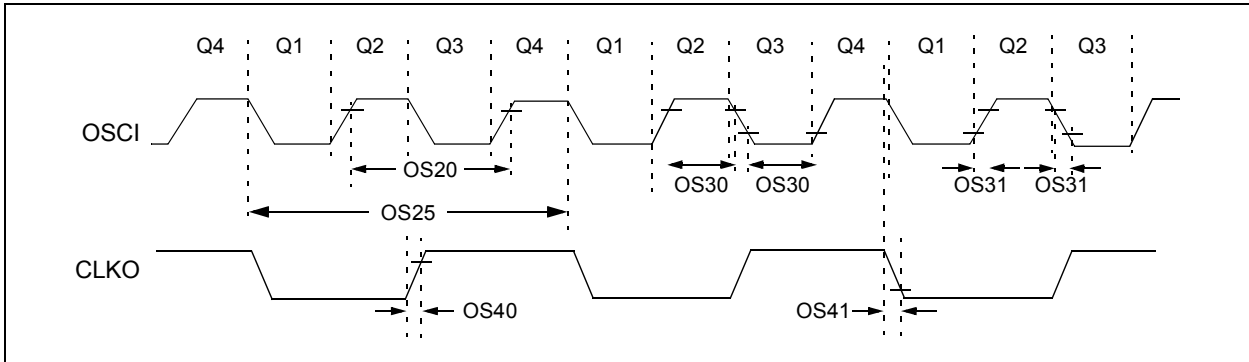 Q4 Q1 Q2 Q3 Q4 Q1 Q2 Q3 Q4 Q1 Q2 Q3
OSCI
OS20
OS30 OS30
OS31 OS31
OS25
CLKO
OS40
OS41